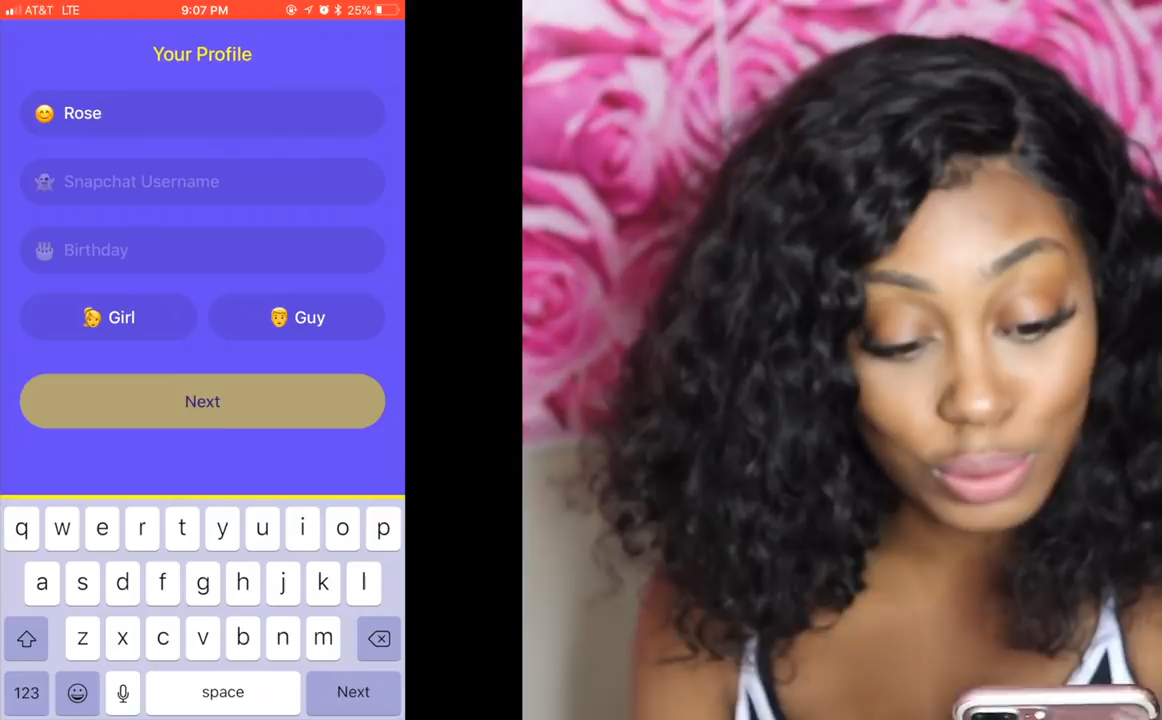 AT&T LTE 9:07 PM 25%
Your Profile
Rose
Snapchat Username
Birthday
Girl Guy
Next
q w e r t y u i o p
a s d f g h j k l
z x c v b n m
123 space Next